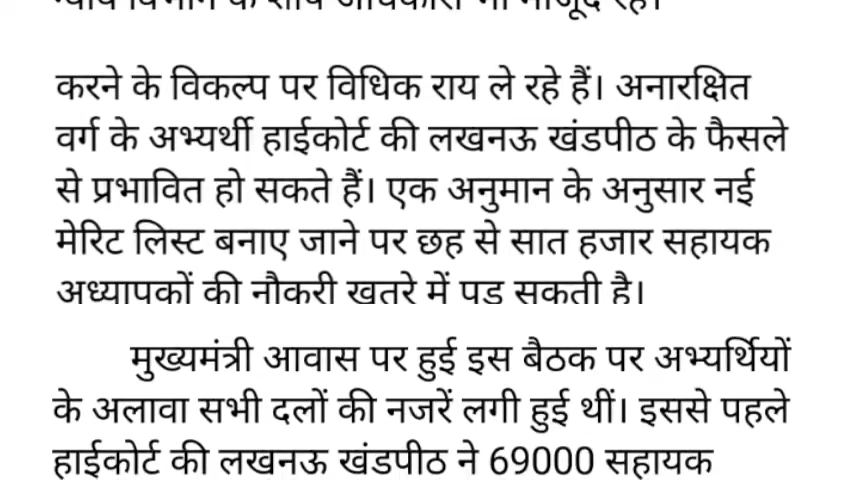 करने के विकल्प पर विधिक राय ले रहे हैं। अनारक्षित
वर्ग के अभ्यर्थी हाईकोर्ट की लखनऊ खंडपीठ के फैसले
से प्रभावित हो सकते हैं। एक अनुमान के अनुसार नई
मेरिट लिस्ट बनाए जाने पर छह से सात हजार सहायक
अध्यापकों की नौकरी खतरे में पड़ सकती है।
मुख्यमंत्री आवास पर हुई इस बैठक पर अभ्यर्थियों
के अलावा सभी दलों की नजरें लगी हुई थीं। इससे पहले
हाईकोर्ट की लखनऊ खंडपीठ ने 69000 सहायक